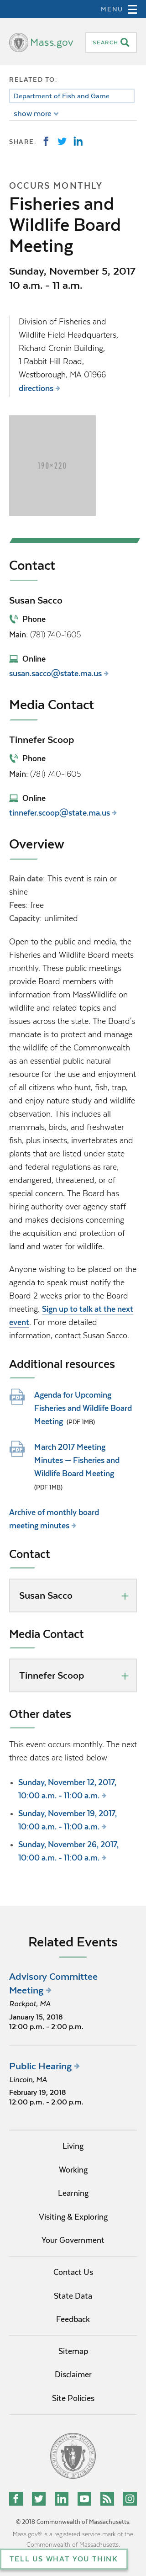 MENU
Mass.gov
SEARCH
RELATED TO:
Department of Fish and Game
show more
SHARE:
OCCURS MONTHLY
Fisheries and
Wildlife Board
Meeting
Sunday, November 5, 2017
10 a.m. - 11 a.m.
Division of Fisheries and
Wildlife Field Headquarters,
Richard Cronin Building,
1 Rabbit Hill Road,
Westborough, MA 01966
directions
190×220
Contact
Susan Sacco
Phone
Main: (781) 740-1605
Online
susan.sacco@state.ma.us
Media Contact
Tinnefer Scoop
Phone
Main: (781) 740-1605
Online
tinnefer.scoop@state.ma.us
Overview
Rain date: This event is rain or
shine
Fees: free
Capacity: unlimited
Open to the public and media, the
Fisheries and Wildlife Board meets
monthly. These public meetings
provide Board members with
information from MassWildlife on
wildlife and related topics and
issues across the state. The Board's
mandate is to protect and manage
the wildlife of the Commonwealth
as an essential public natural
resource for the use and enjoyment
of all citizens who hunt, fish, trap,
and enjoy nature study and wildlife
observation. This includes all
mammals, birds, and freshwater
fish, plus insects, invertebrates and
plants that are listed under state
and federal regulations as rare,
endangered, or species of concern.
The hiring authority over agency
staff who makes decisions
concerning the acquisition of or
land and water for wildlife.
Anyone wishing to be placed on the
agenda to speak must notify the
Board 2 weeks prior to the Board
meeting. Sign up to talk at the next
event. For more detailed
information, contact Susan Sacco.
Additional resources
Agenda for Upcoming
Fisheries and Wildlife Board
Meeting (PDF 1MB)
March 2017 Meeting
Minutes — Fisheries and
Wildlife Board Meeting
(PDF 1MB)
Archive of monthly board
meeting minutes
Contact
Susan Sacco
Media Contact
Tinnefer Scoop
Other dates
This event occurs monthly. The next
three dates are listed below
Sunday, November 12, 2017,
10:00 a.m. - 11:00 a.m.
Sunday, November 19, 2017,
10:00 a.m. - 11:00 a.m.
Sunday, November 26, 2017,
10:00 a.m. - 11:00 a.m.
Related Events
Advisory Committee
Meeting
Rockpot, MA
January 15, 2018
12:00 p.m. - 2:00 p.m.
Public Hearing
Lincoln, MA
February 19, 2018
12:00 p.m. - 2:00 p.m.
Living
Working
Learning
Visiting & Exploring
Your Government
Contact Us
State Data
Feedback
Sitemap
Disclaimer
Site Policies
© 2018 Commonwealth of Massachusetts.
Mass.gov® is a registered service mark of the
Commonwealth of Massachusetts.
TELL US WHAT YOU THINK